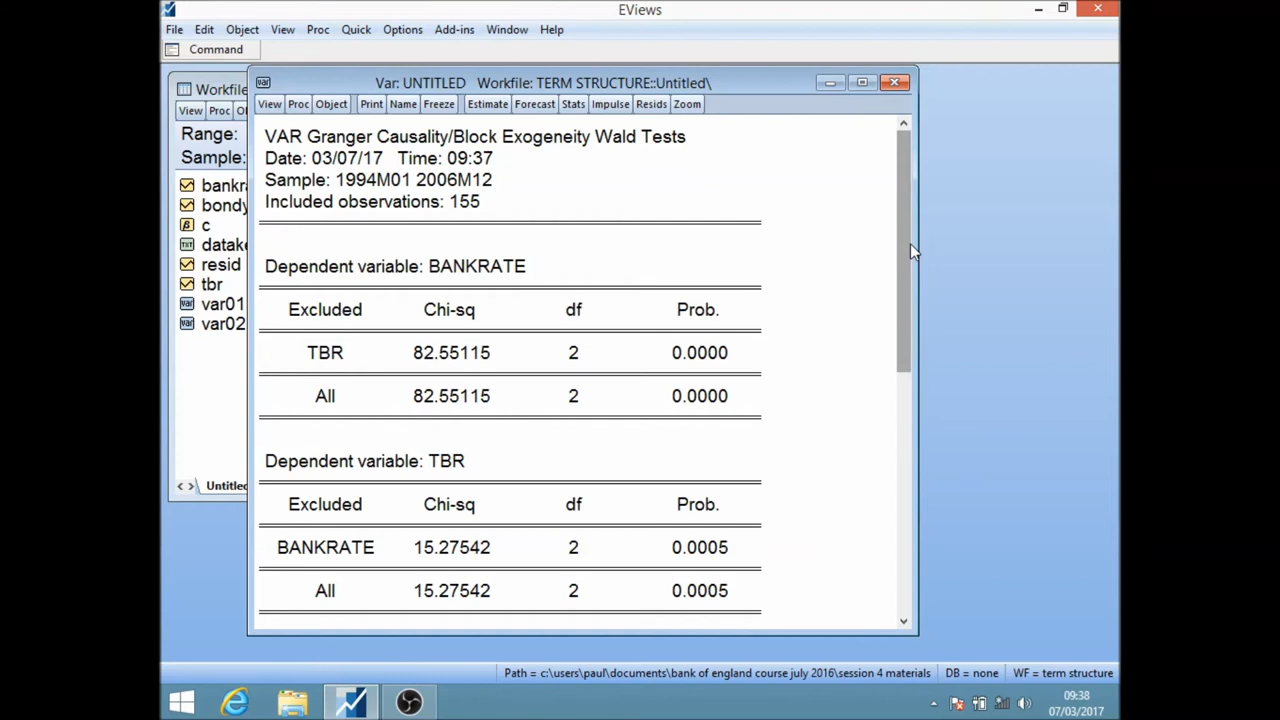 EViews
File Edit Object View Proc Quick Options Add-ins Window Help
Command
Workfile
View Proc
Range:
Sample:
c
resid
tbr
var01
var02
Var: UNTITLED Workfile: TERM STRUCTURE::Untitled\
View Proc Object Print Name Freeze Estimate Forecast Stats Impulse Resids Zoom
VAR Granger Causality/Block Exogeneity Wald Tests
Date: 03/07/17 Time: 09:37
Sample: 1994M01 2006M12
Included observations: 155
Dependent variable: BANKRATE
Excluded Chi-sq df Prob.
TBR 82.55115 2 0.0000
All 82.55115 2 0.0000
Dependent variable: TBR
Excluded Chi-sq df Prob.
BANKRATE 15.27542 2 0.0005
All 15.27542 2 0.0005
Path = c:\users\paul\documents\bank of england course july 2016\session 4 materials DB = none WF = term structure
09:38
07/03/2017